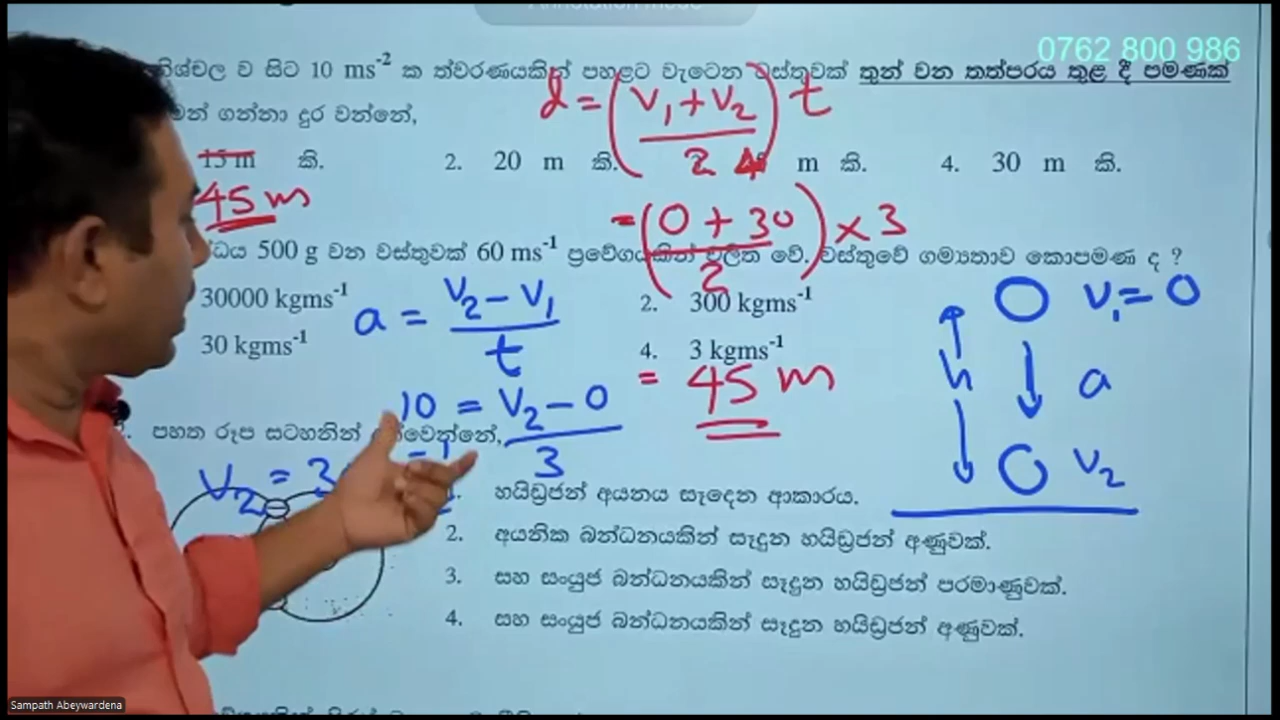 Annotation mode
0762 800 986
නිශ්චල ව සිට 10 ms⁻² ක ත්වරණයකින් පහළට වැටෙන වස්තුවක් තුන් වන තත්පරය තුළ දී පමණක්
ගමන් ගන්නා දුර වන්නේ,
d = (V₁ + V₂ / 2) t
15 m කි. 2. 20 m කි. m කි. 4. 30 m කි.
45 m
= (0 + 30 / 2) × 3
500 g වන වස්තුවක් 60 ms⁻¹ ප්‍රවේගයකින් චලිත වේ. වස්තුවේ ගම්‍යතාව කොපමණ ද ?
30000 kgms⁻¹ 2. 300 kgms⁻¹
30 kgms⁻¹ 4. 3 kgms⁻¹
a = V₂ − V₁ / t
= 45 m
10 = V₂ − 0 / 3
V₁ = 0
h a
V₂
පහත රූප සටහනින්
V₂ = 3
1. හයිඩ්‍රජන් අයනය සෑදෙන ආකාරය.
2. අයනික බන්ධනයකින් සෑදුන හයිඩ්‍රජන් අණුවක්.
3. සහ සංයුජ බන්ධනයකින් සෑදුන හයිඩ්‍රජන් පරමාණුවක්.
4. සහ සංයුජ බන්ධනයකින් සෑදුන හයිඩ්‍රජන් අණුවක්.
Sampath Abeywardena